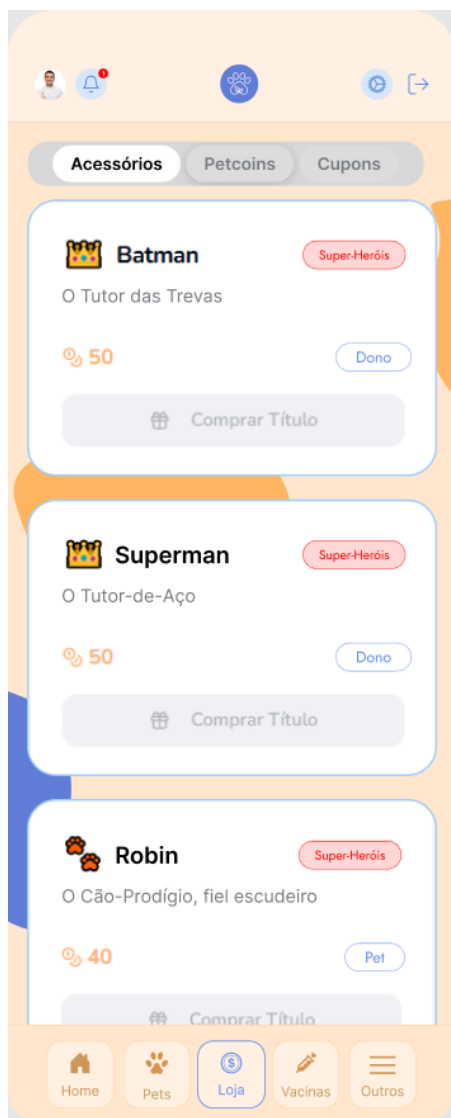 1
Acessórios Petcoins Cupons
Batman Super-Heróis
O Tutor das Trevas
50 Dono
Comprar Título
Superman Super-Heróis
O Tutor-de-Aço
50 Dono
Comprar Título
Robin Super-Heróis
O Cão-Prodígio, fiel escudeiro
40 Pet
Comprar Título
Home Pets Loja Vacinas Outros